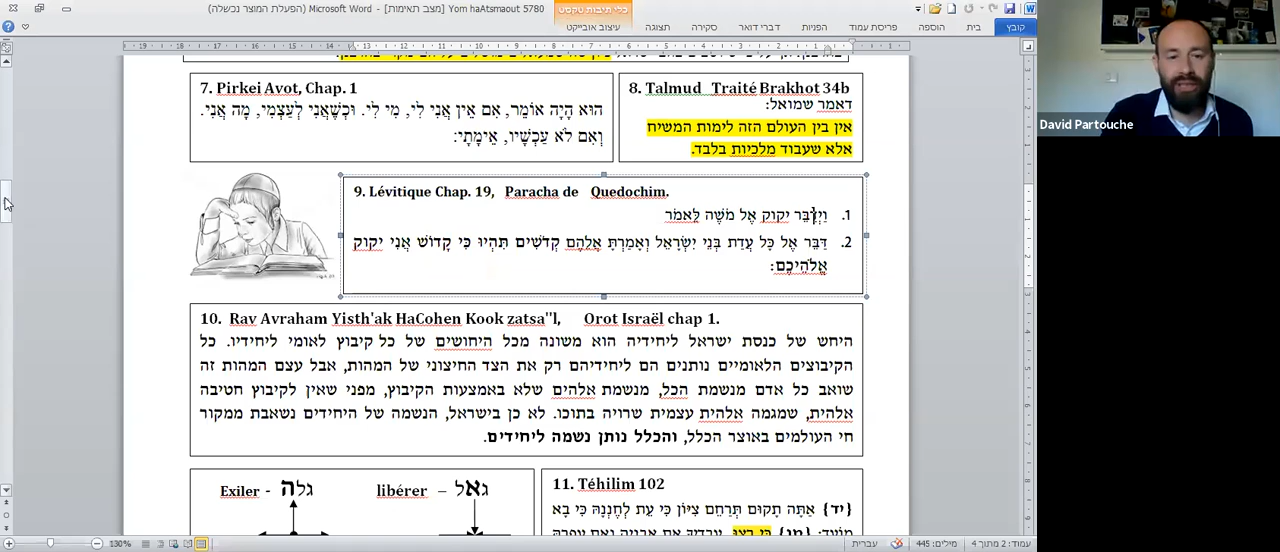 כלי תיבות טקסט
Yom haAtsmaout 5780 [מצב תאימות] - Microsoft Word (הפעלת המוצר נכשלה)
קובץ
בית
הוספה
פריסת עמוד
הפניות
דברי דואר
סקירה
תצוגה
עיצוב אובייקט
7. Pirkei Avot, Chap. 1
הוּא הָיָה אוֹמֵר, אִם אֵין אֲנִי לִי, מִי לִי. וּכְשֶׁאֲנִי לְעַצְמִי, מָה אֲנִי.
וְאִם לֹא עַכְשָׁיו, אֵימָתַי:
8. Talmud Traité Brakhot 34b
דאמר שמואל:
אין בין העולם הזה לימות המשיח
אלא שעבוד מלכיות בלבד.
9. Lévitique Chap. 19, Paracha de Quedochim.
1. וַיְדַבֵּר יקוק אֶל מֹשֶׁה לֵּאמֹר
2. דַּבֵּר אֶל כָּל עֲדַת בְּנֵי יִשְׂרָאֵל וְאָמַרְתָּ אֲלֵהֶם קְדֹשִׁים תִּהְיוּ כִּי קָדוֹשׁ אֲנִי יקוק
אֱלֹהֵיכֶם:
10. Rav Avraham Yisth'ak HaCohen Kook zatsa''l, Orot Israël chap 1.
היחש של כנסת ישראל ליחידיה הוא משונה מכל היחושים של כל קיבוץ לאומי ליחידיו. כל
הקיבוצים הלאומיים נותנים הם ליחידיהם רק את הצד החיצוני של המהות, אבל עצם המהות זה
שואב כל אדם מנשמת הכל, מנשמת אלהים שלא באמצעות הקיבוץ, מפני שאין לקיבוץ חטיבה
אלהית, שמגמה אלהית עצמית שרויה בתוכו. לא כן בישראל, הנשמה של היחידים נשאבת ממקור
חי העולמים באוצר הכלל, והכלל נותן נשמה ליחידים.
Exiler - גלה
libérer – גאל
11. Téhilim 102
{יד} אַתָּה תָקוּם תְּרַחֵם צִיּוֹן כִּי עֵת לְחֶנְנָהּ כִּי בָא
David Partouche
130%
עברית
מילים: 445
עמוד: 2 מתוך 4